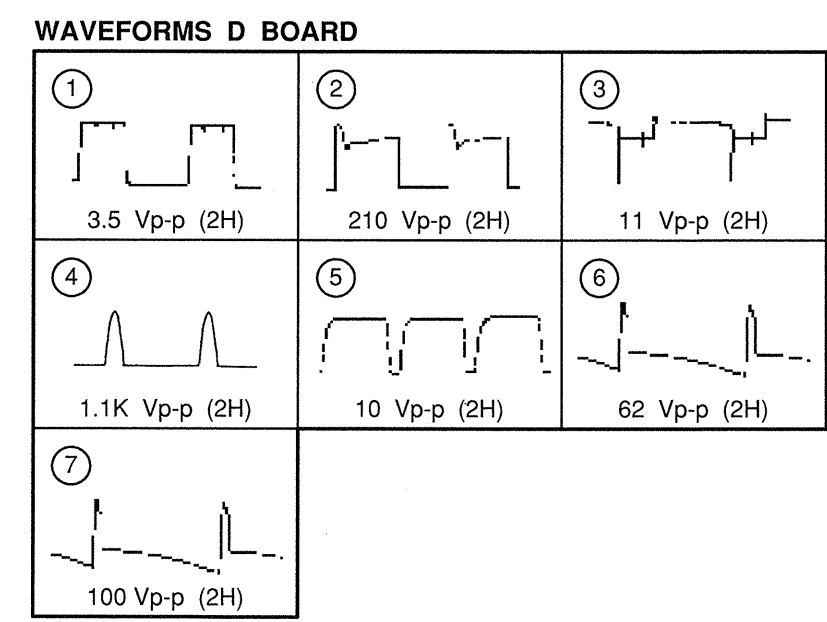 WAVEFORMS D BOARD
1
3.5 Vp-p (2H)
2
210 Vp-p (2H)
3
11 Vp-p (2H)
4
1.1K Vp-p (2H)
5
10 Vp-p (2H)
6
62 Vp-p (2H)
7
100 Vp-p (2H)